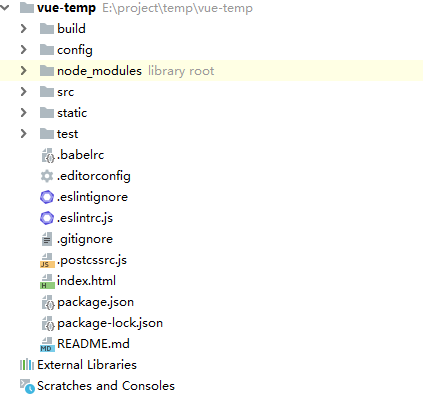 vue-temp E:\project\temp\vue-temp
build
config
node_modules library root
src
static
test
.babelrc
.editorconfig
.eslintignore
.eslintrc.js
.gitignore
.postcssrc.js
index.html
package.json
package-lock.json
README.md
External Libraries
Scratches and Consoles